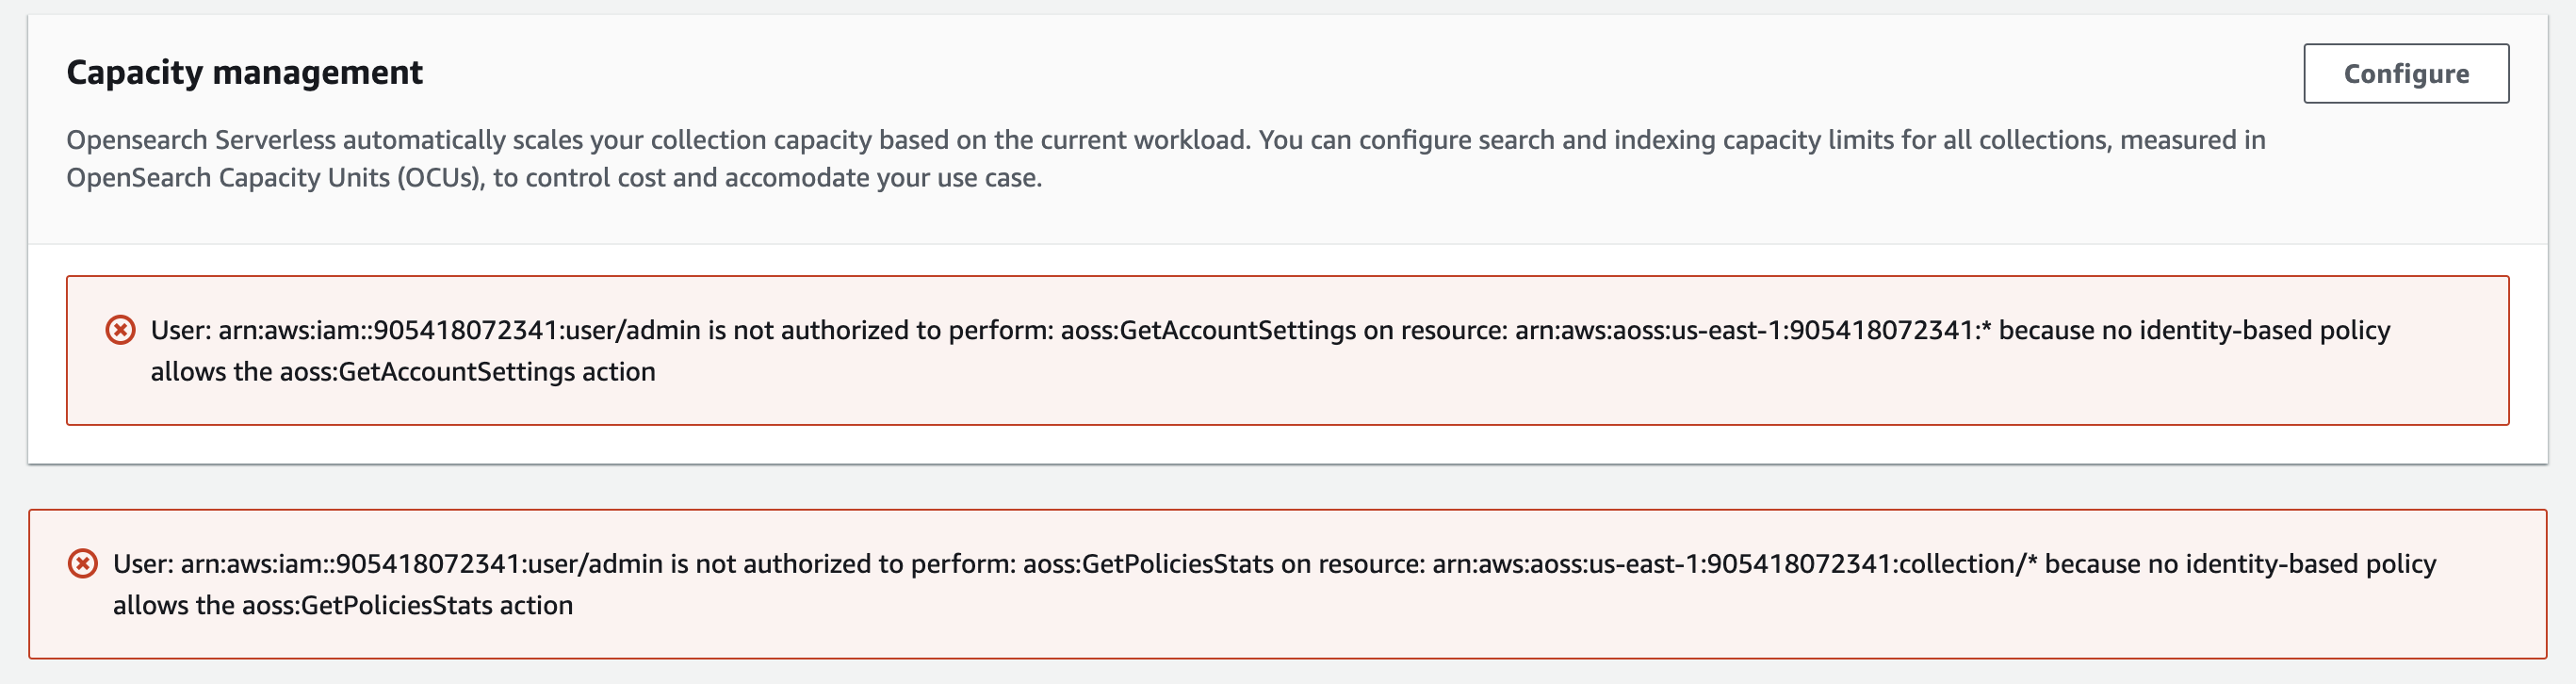 Capacity management
Configure
Opensearch Serverless automatically scales your collection capacity based on the current workload. You can configure search and indexing capacity limits for all collections, measured in
OpenSearch Capacity Units (OCUs), to control cost and accomodate your use case.
User: arn:aws:iam::905418072341:user/admin is not authorized to perform: aoss:GetAccountSettings on resource: arn:aws:aoss:us-east-1:905418072341:* because no identity-based policy
allows the aoss:GetAccountSettings action
User: arn:aws:iam::905418072341:user/admin is not authorized to perform: aoss:GetPoliciesStats on resource: arn:aws:aoss:us-east-1:905418072341:collection/* because no identity-based policy
allows the aoss:GetPoliciesStats action